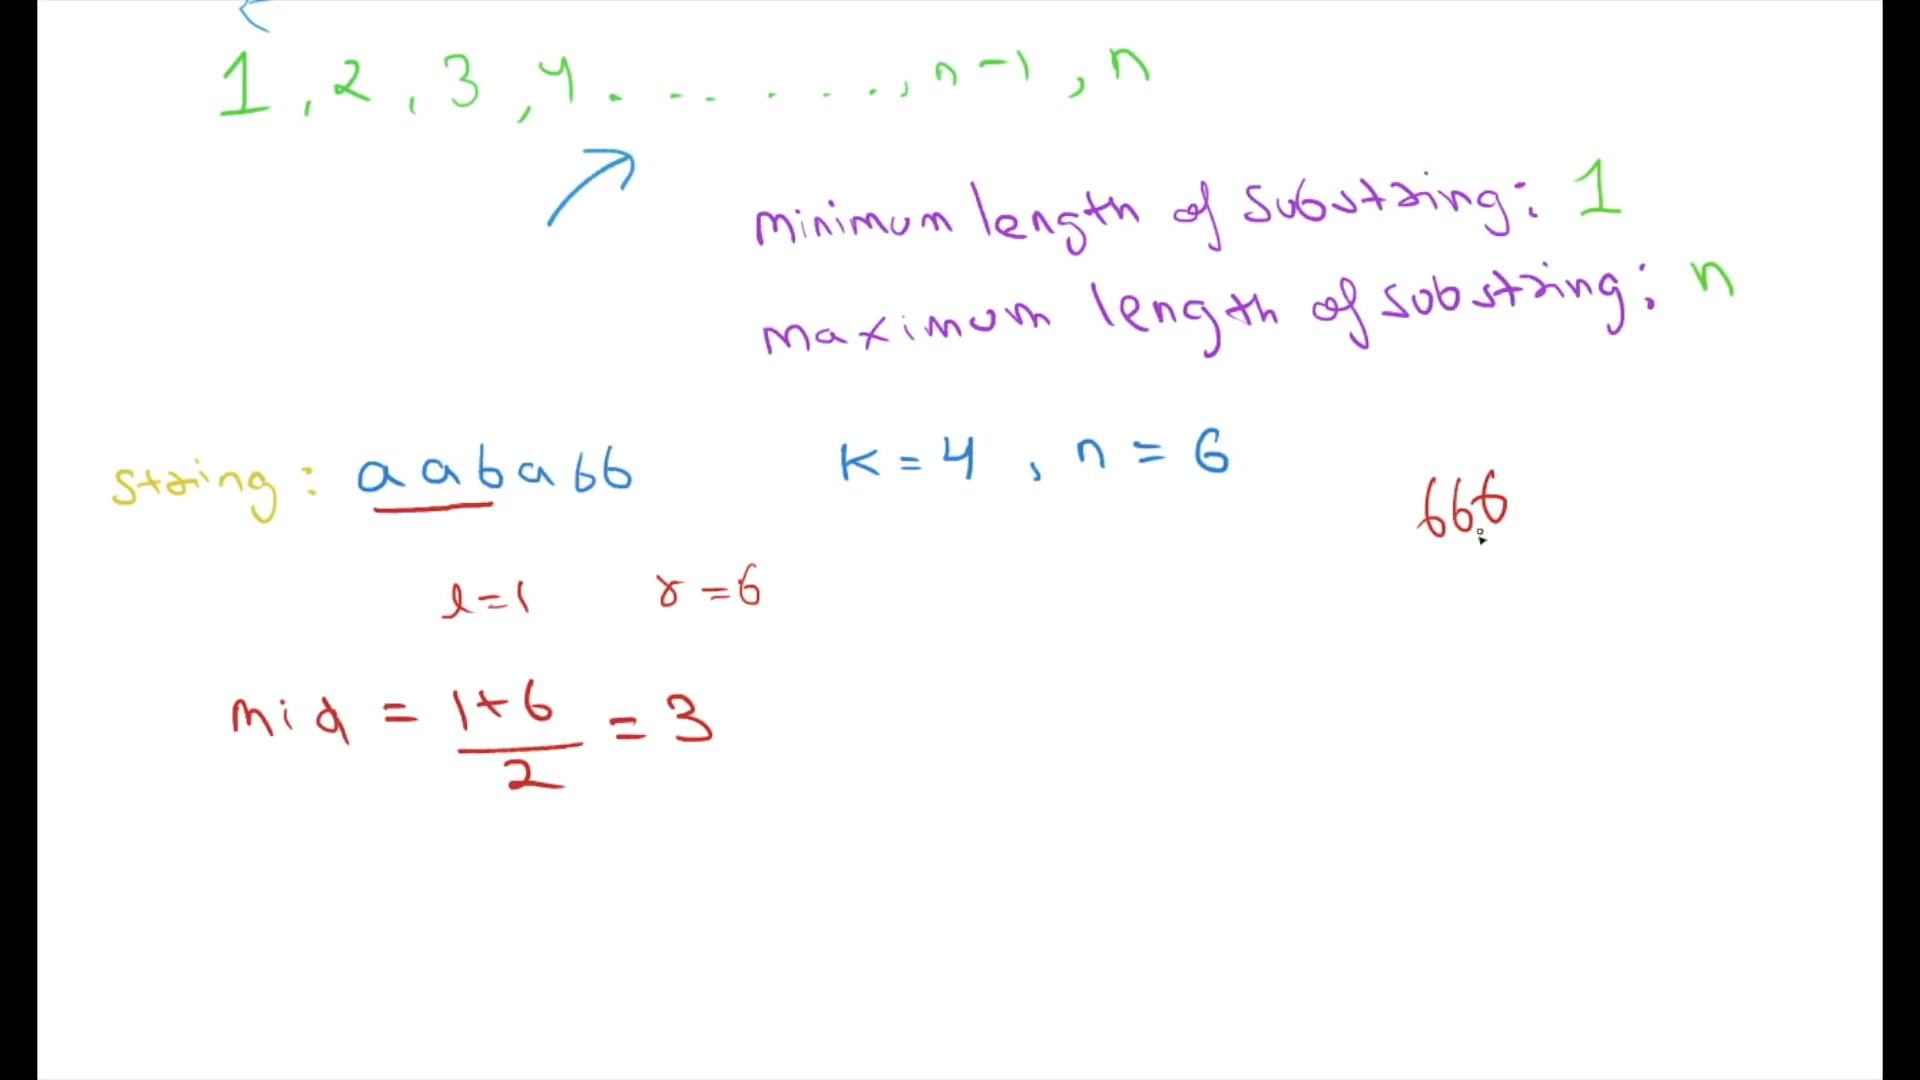 1, 2, 3, 4 . . . . . . ., n-1, n
minimum length of substring: 1
maximum length of substring: n
string: aababb
k=4, n=6
bbb
l=1 r=6
mid = 1+6/2 = 3